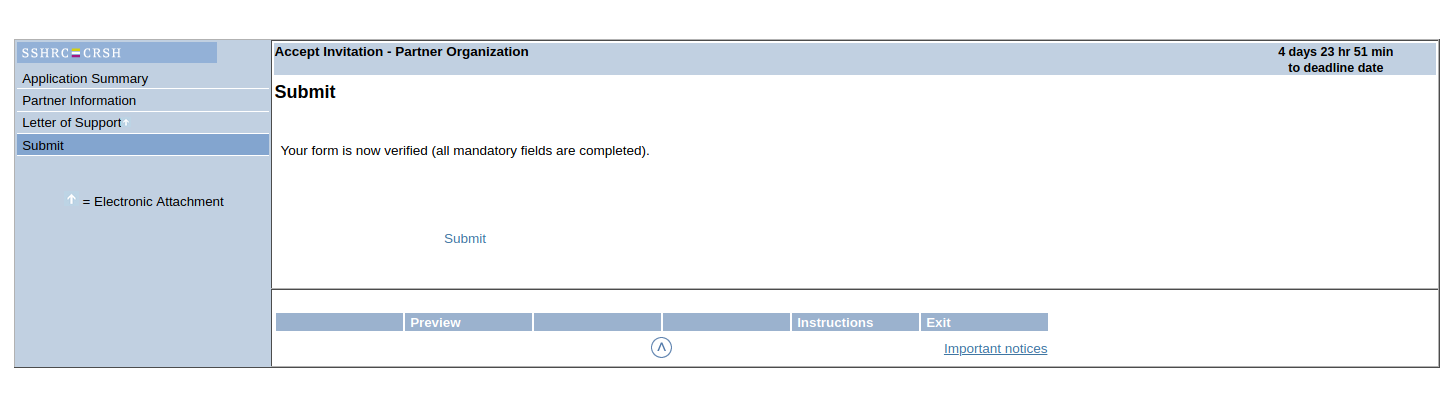 SSHRC CRSH
Application Summary
Partner Information
Letter of Support
Submit
= Electronic Attachment
Accept Invitation - Partner Organization
4 days 23 hr 51 min
to deadline date
Submit
Your form is now verified (all mandatory fields are completed).
Submit
Preview
Instructions
Exit
Important notices